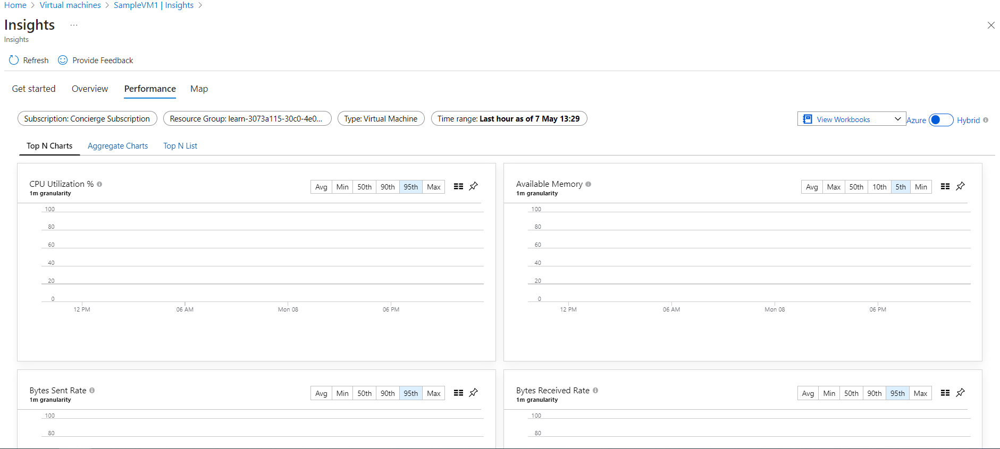 Home > Virtual machines > SampleVM1 | Insights >
Insights ...
Insights
Refresh Provide Feedback
Get started Overview Performance Map
Subscription: Concierge Subscription Resource Group: learn-3073a115-30c0-4e0... Type: Virtual Machine Time range: Last hour as of 7 May 13:29 View Workbooks Azure Hybrid
Top N Charts Aggregate Charts Top N List
CPU Utilization %
1m granularity
Avg Min 50th 90th 95th Max
100
80
60
40
20
0
12 PM 06 AM Mon 08 06 PM
Available Memory
1m granularity
Avg Max 50th 10th 5th Min
100
80
60
40
20
0
12 PM 06 AM Mon 08 06 PM
Bytes Sent Rate
1m granularity
Avg Min 50th 90th 95th Max
100
80
Bytes Received Rate
1m granularity
Avg Min 50th 90th 95th Max
100
80